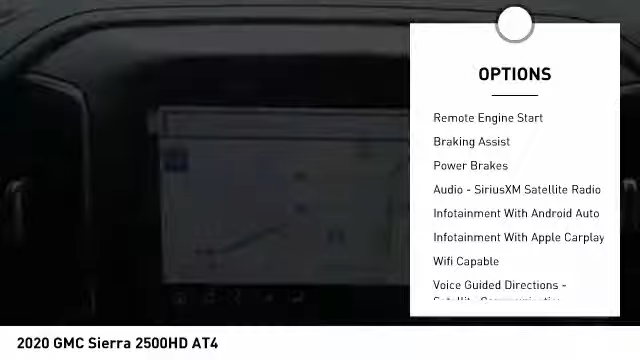 OPTIONS
Remote Engine Start
Braking Assist
Power Brakes
Audio - SiriusXM Satellite Radio
Infotainment With Android Auto
Infotainment With Apple Carplay
Wifi Capable
Voice Guided Directions -
2020 GMC Sierra 2500HD AT4